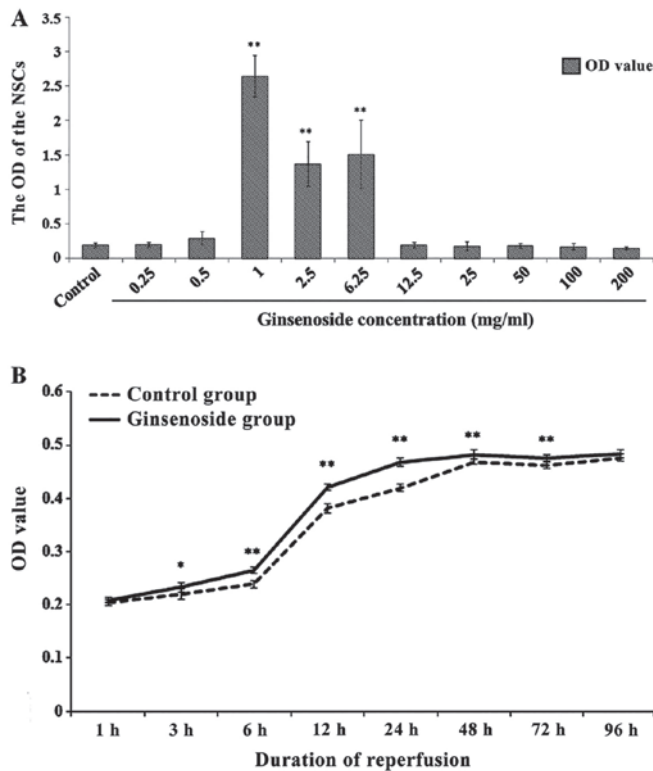 A
The OD of the NSCs
3.5
3
2.5
2
1.5
1
0.5
0
**
**
**
OD value
Control
0.25
0.5
1
2.5
6.25
12.5
25
50
100
200
Ginsenoside concentration (mg/ml)
B
OD value
0.6
0.5
0.4
0.3
0.2
0.1
0
Control group
Ginsenoside group
*
**
**
**
**
**
1 h
3 h
6 h
12 h
24 h
48 h
72 h
96 h
Duration of reperfusion